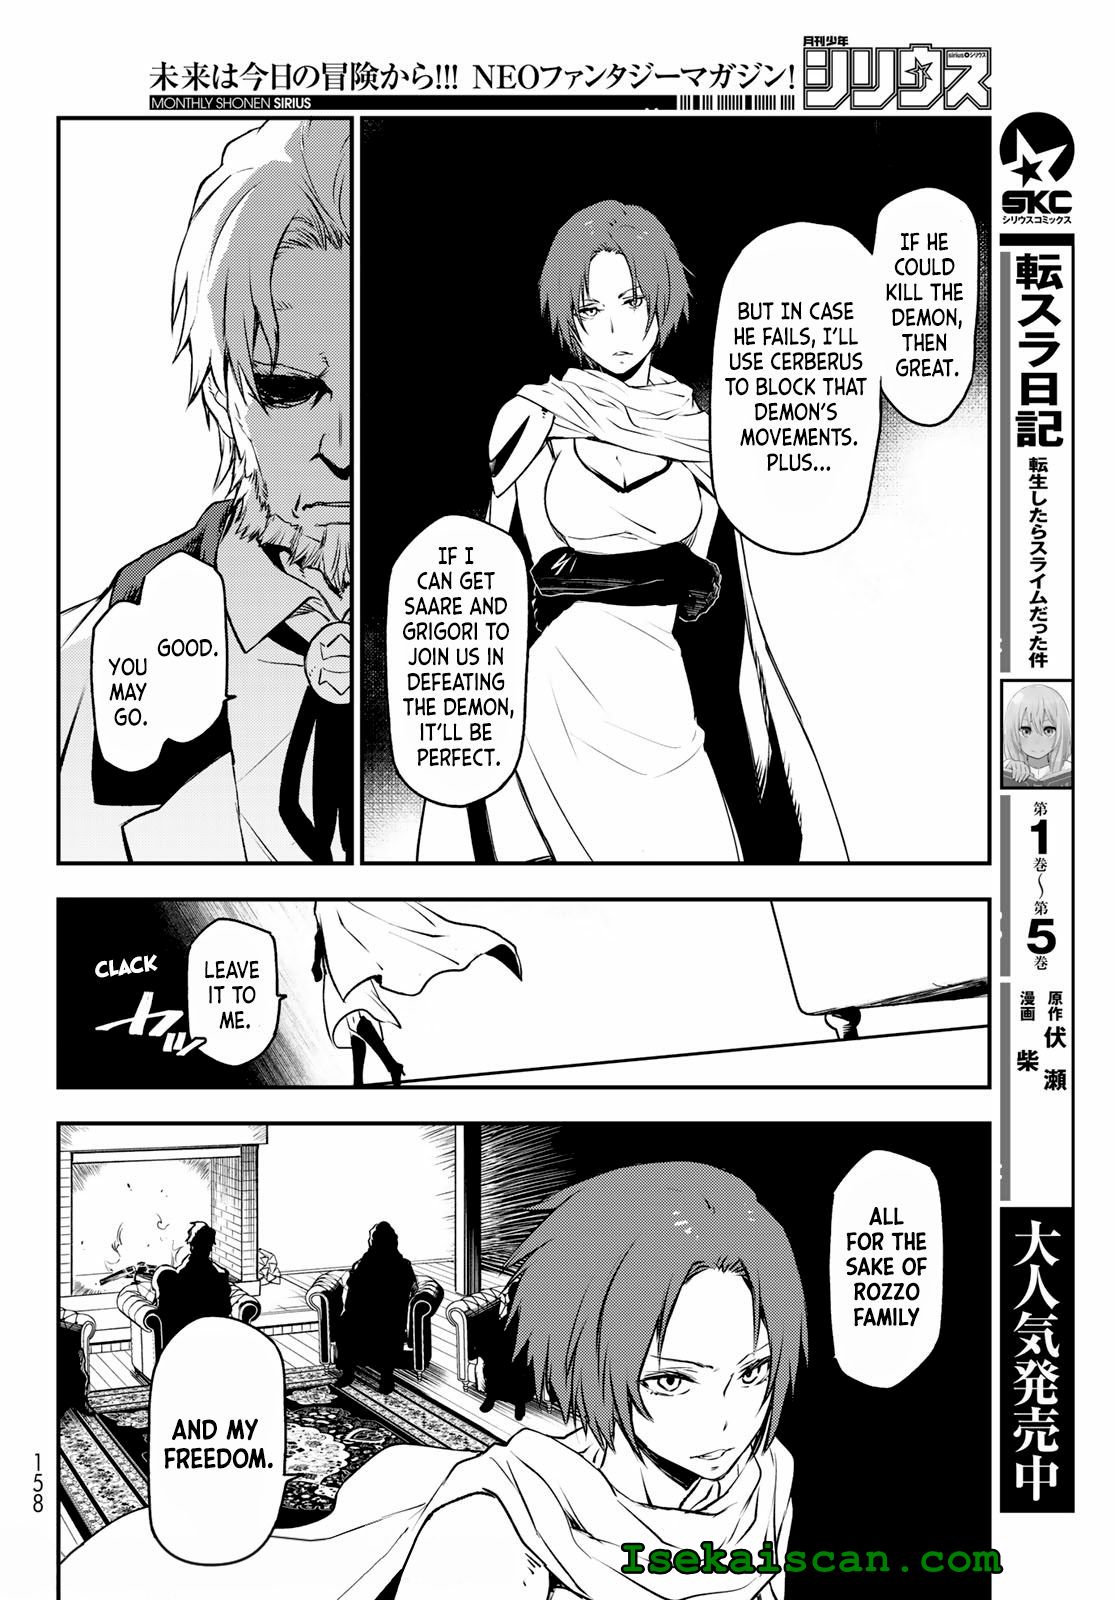 未来は今日の冒険から!!! NEOファンタジーマガジン!
MONTHLY SHONEN SIRIUS
月刊少年
sirius★シリウス
シリウス
SKC
シリウスコミックス
転スラ日記
転生したらスライムだった件
第1巻〜第5巻
原作 伏瀬
漫画 柴
大人気発売中
IF HE
COULD
KILL THE
DEMON,
THEN
GREAT.
BUT IN CASE
HE FAILS, I'LL
USE CERBERUS
TO BLOCK THAT
DEMON'S
MOVEMENTS.
PLUS...
IF I
CAN GET
SAARE AND
GRIGORI TO
JOIN US IN
DEFEATING
THE DEMON,
IT'LL BE
PERFECT.
GOOD.
YOU
MAY
GO.
LEAVE
IT TO
ME.
CLACK
カッ
ALL
FOR THE
SAKE OF
ROZZO
FAMILY
AND MY
FREEDOM.
158
Isekaiscan.com